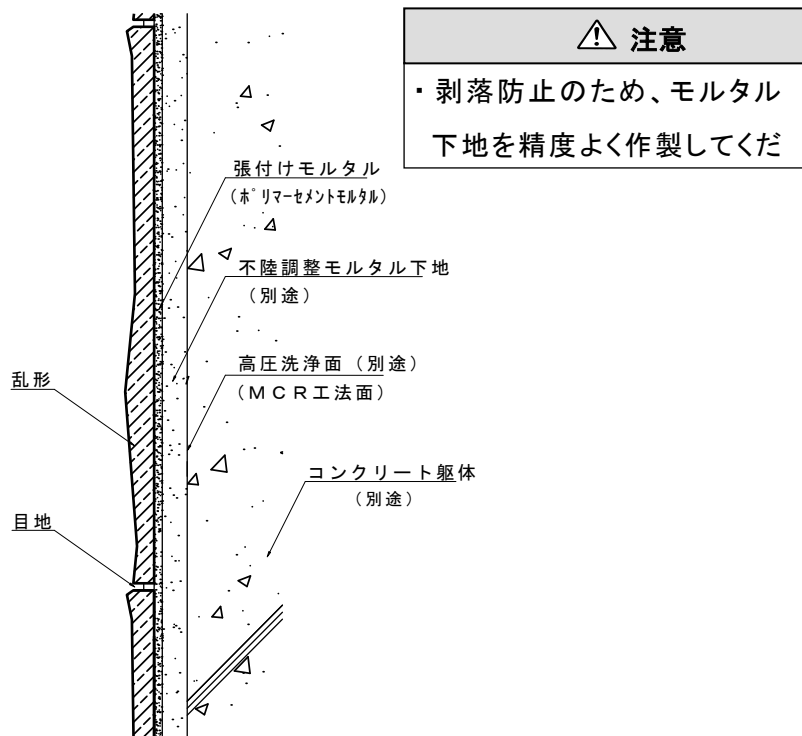 注意
・剥落防止のため、モルタル
下地を精度よく作製してくだ
張付けモルタル
（ﾎﾟﾘﾏｰｾﾒﾝﾄﾓﾙﾀﾙ）
不陸調整モルタル下地
（別途）
高圧洗浄面（別途）
（ＭＣＲ工法面）
乱形
コンクリート躯体
（別途）
目地